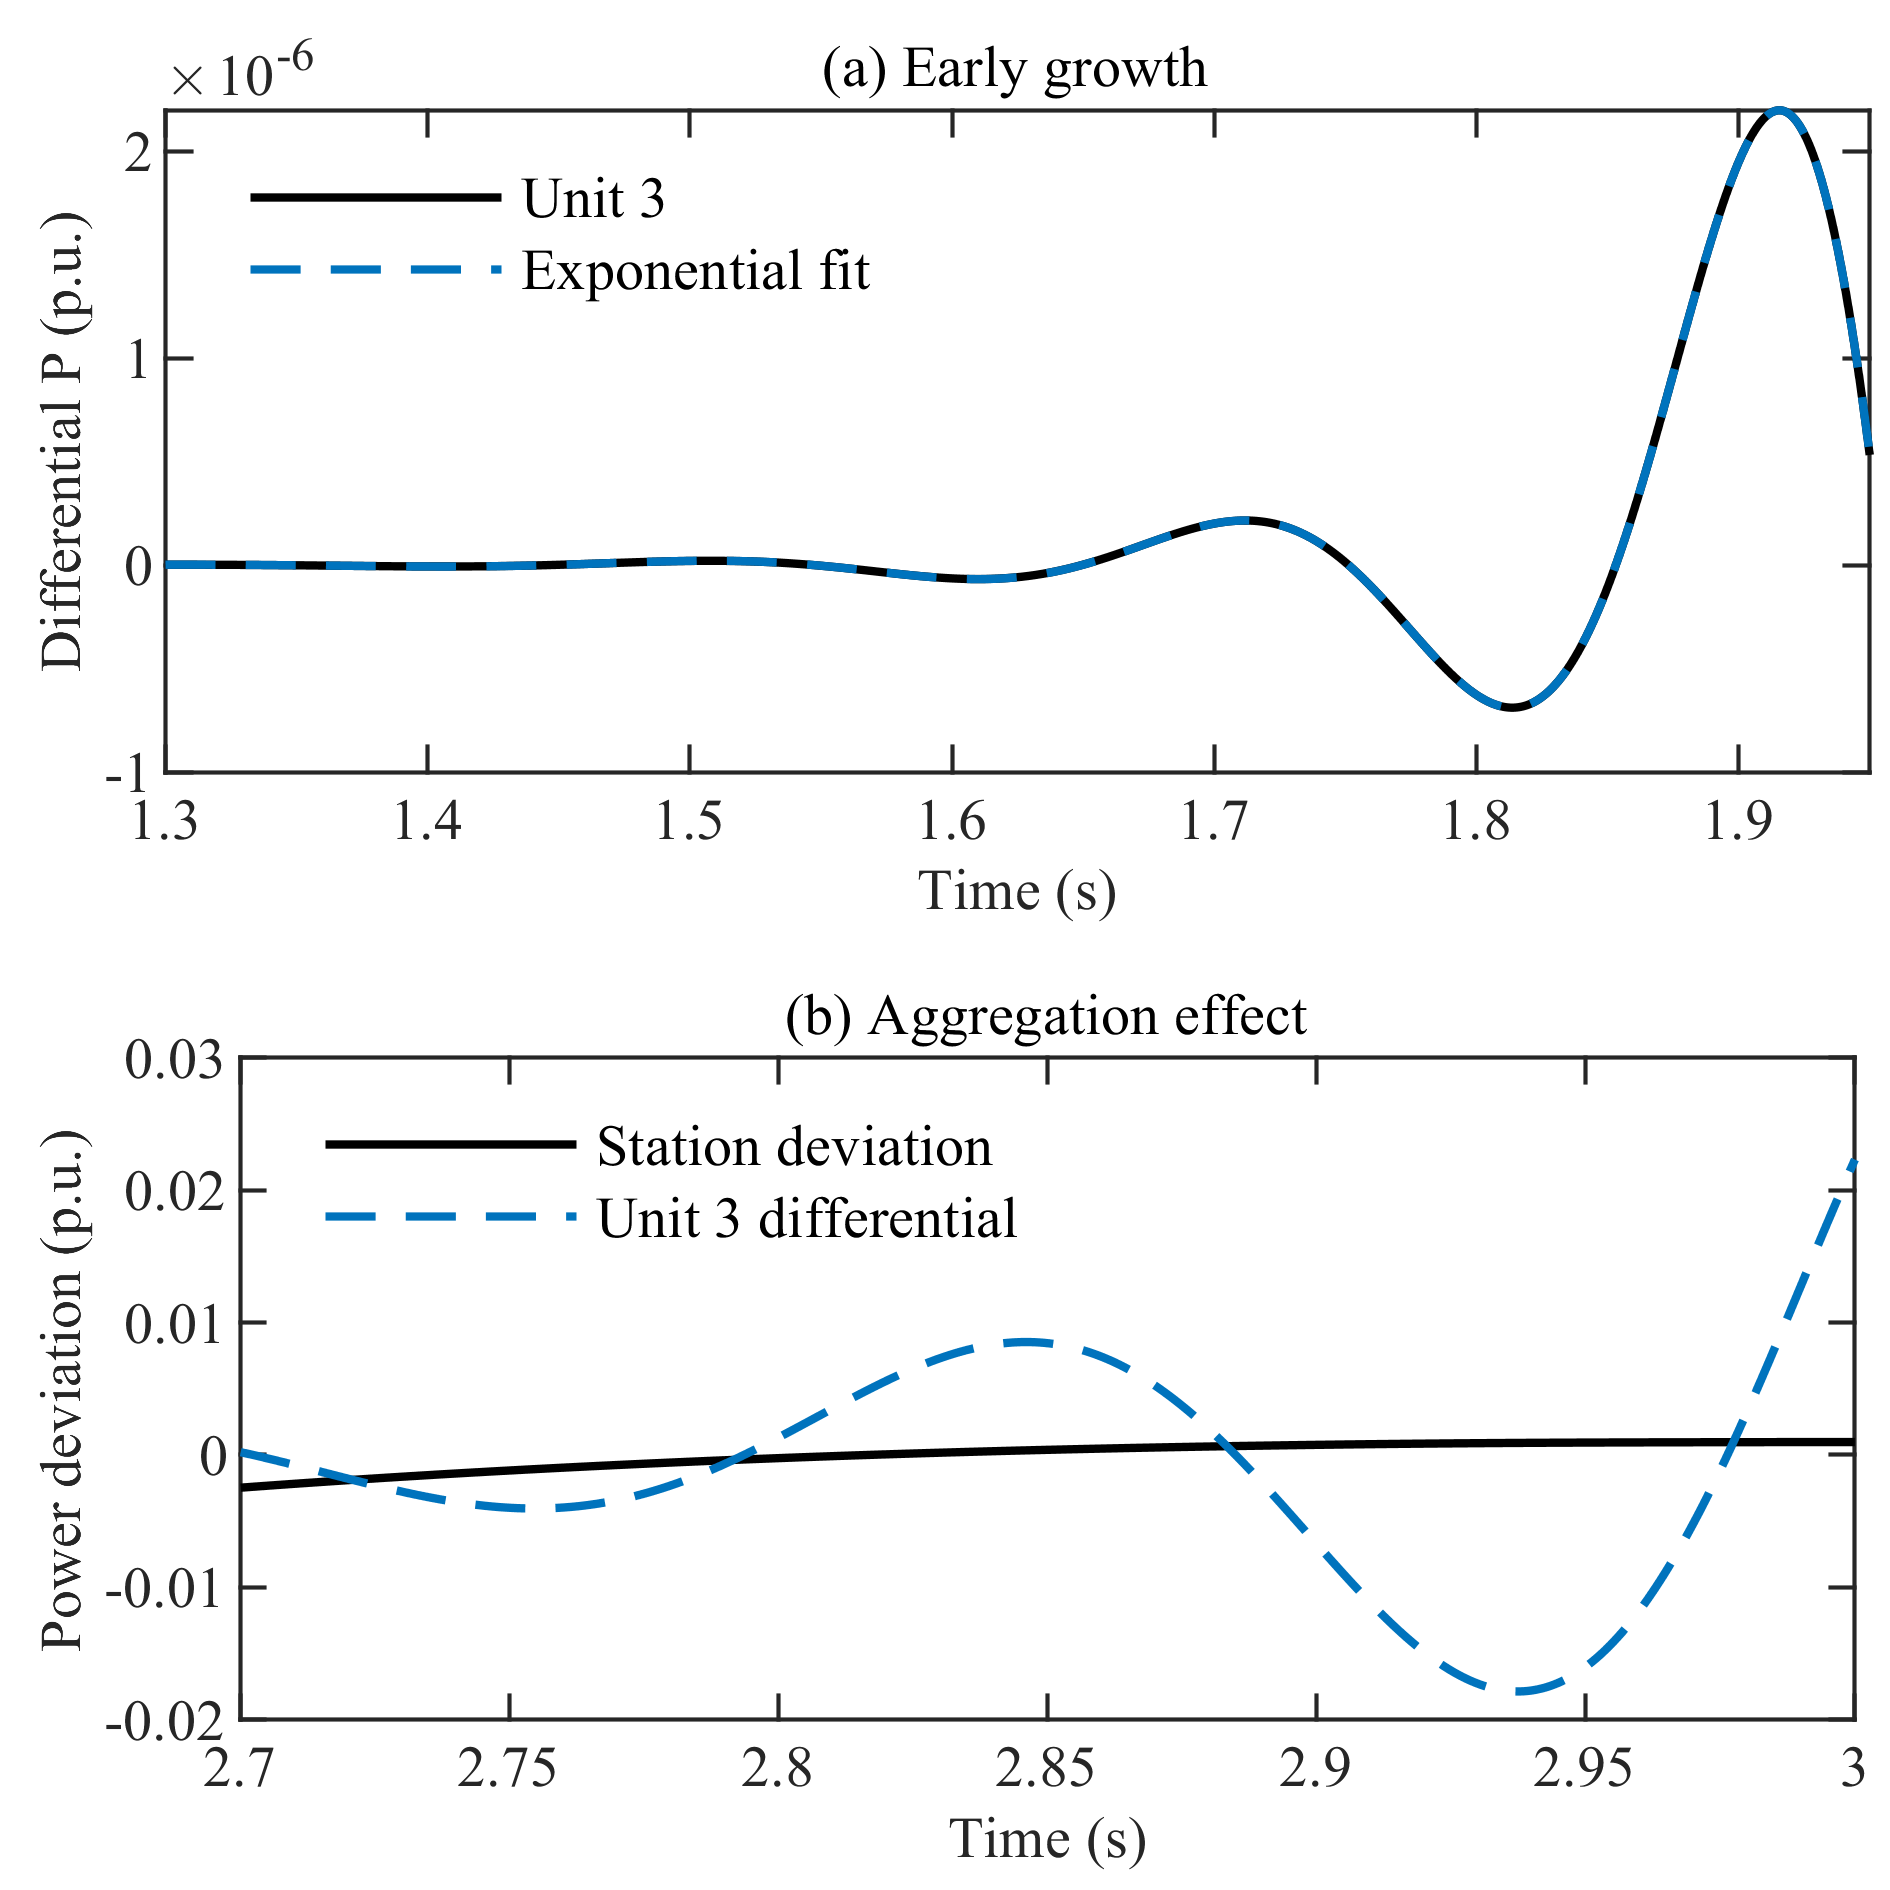 (a) Early growth
×10-6
2
1
0
-1
Differential P (p.u.)
Unit 3
Exponential fit
1.3 1.4 1.5 1.6 1.7 1.8 1.9
Time (s)
(b) Aggregation effect
0.03
0.02
0.01
0
-0.01
-0.02
Power deviation (p.u.)
Station deviation
Unit 3 differential
2.7 2.75 2.8 2.85 2.9 2.95 3
Time (s)